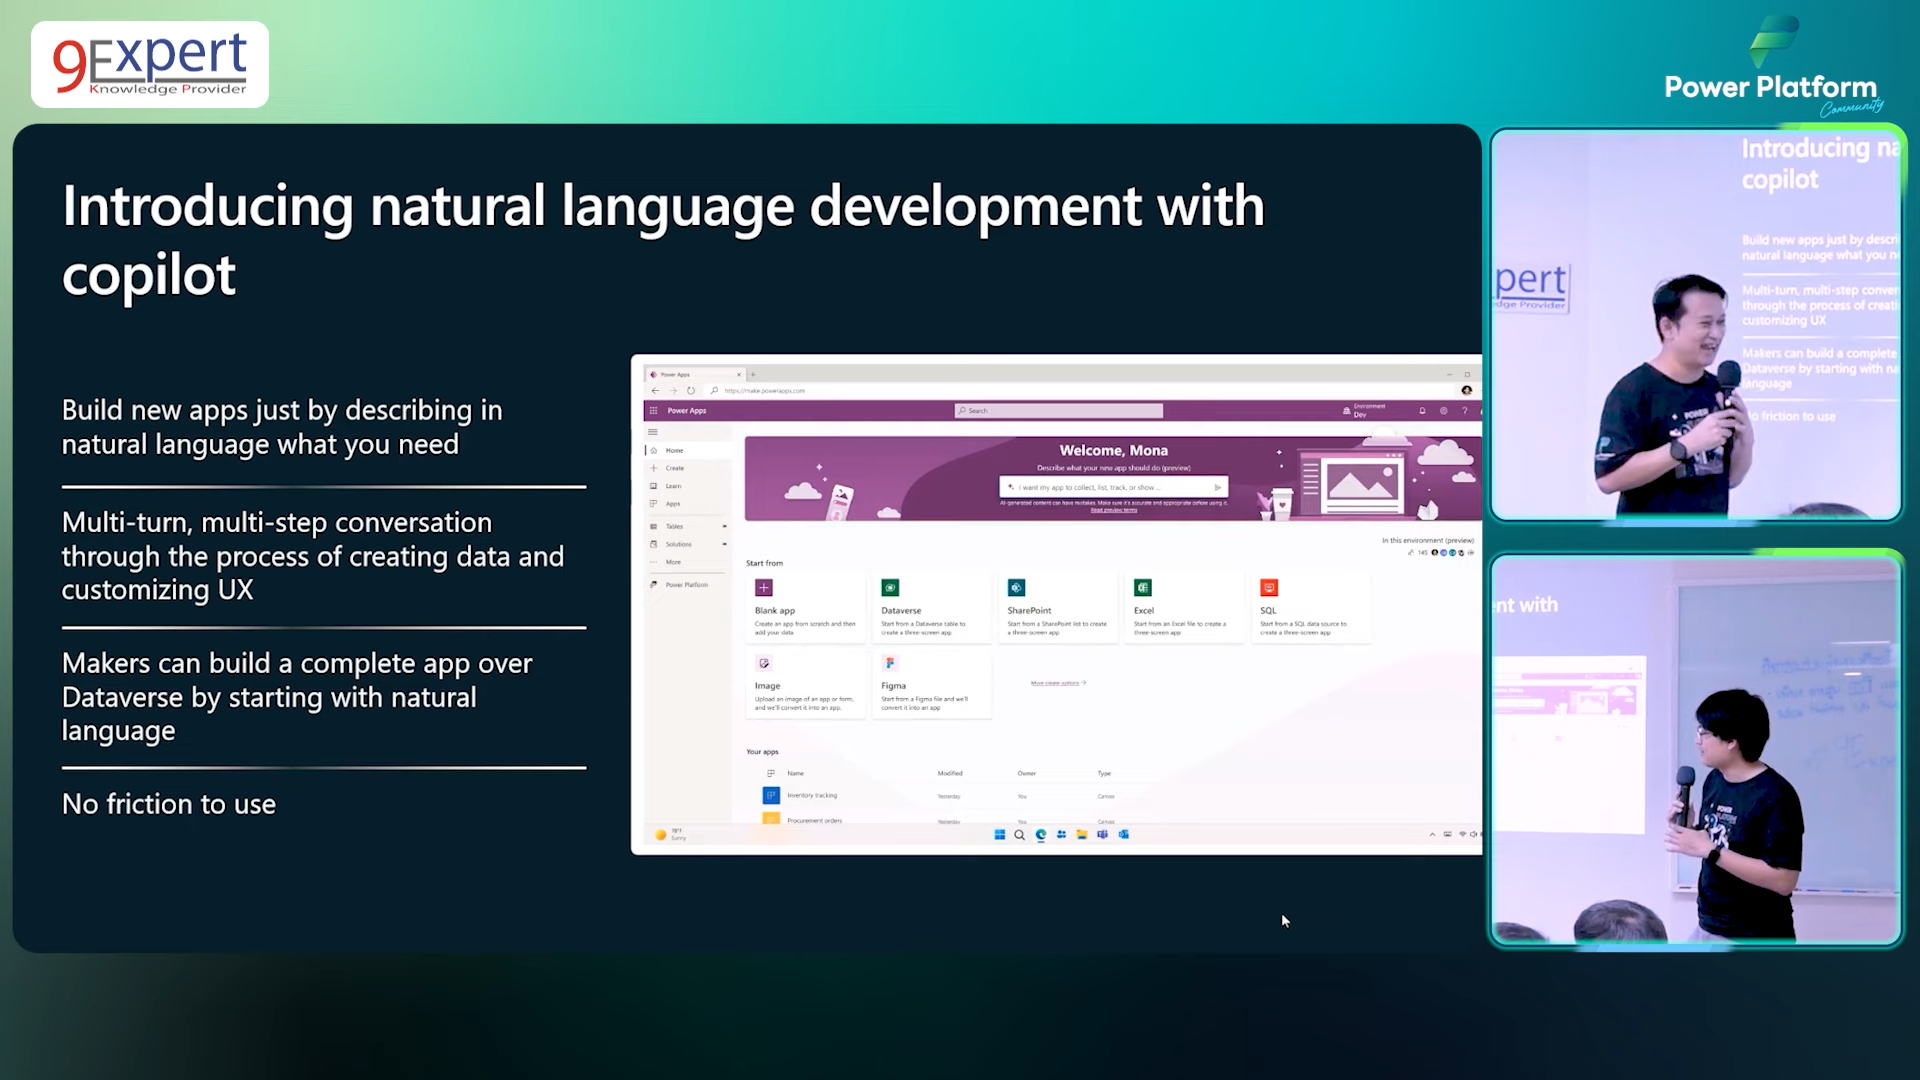 9Expert
Knowledge Provider
Power Platform
Community
Introducing natural language development with
copilot
Build new apps just by describing in
natural language what you need
Multi-turn, multi-step conversation
through the process of creating data and
customizing UX
Makers can build a complete app over
Dataverse by starting with natural
language
No friction to use
Power Apps
https://make.powerapps.com
Power Apps
Search
Environment
Dev
Home
Create
Learn
Apps
Tables
Solutions
More
Power Platform
Welcome, Mona
Describe what your new app should do (preview)
I want my app to collect, list, track, or show ...
AI-generated content can have mistakes. Make sure it's accurate and appropriate before using it.
Read preview terms
In this environment (preview)
145
Start from
Blank app
Create an app from scratch and then
add your data
Dataverse
Start from a Dataverse table to
create a three-screen app
SharePoint
Start from a SharePoint list to create
a three-screen app
Excel
Start from an Excel file to create a
three-screen app
SQL
Start from a SQL data source to
create a three-screen app
Image
Upload an image of an app or form,
and we'll convert it into an app.
Figma
Start from a Figma file and we'll
convert it into an app
More create options
Your apps
Name Modified Owner Type
Inventory tracking Yesterday You Canvas
Procurement orders Yesterday You Canvas
78°F
Sunny
Introducing na
copilot
Build new apps just by descri
natural language what you n
Multi-turn, multi-step conver
through the process of creati
customizing UX
Makers can build a complete
Dataverse by starting with na
language
o friction to use
pert
dge Provider
POWER
nt with